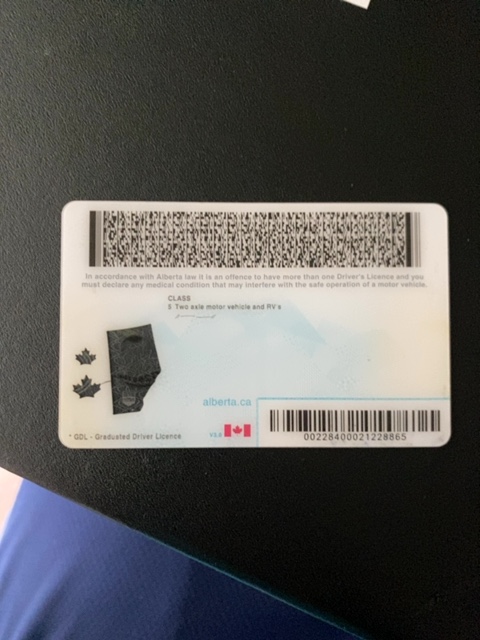 In accordance with Alberta law it is an offence to have more than one Driver's Licence and you
must declare any medical condition that may interfere with the safe operation of a motor vehicle.
CLASS
5 Two axle motor vehicle and RV's
alberta.ca
* GDL - Graduated Driver Licence
00228400021228865